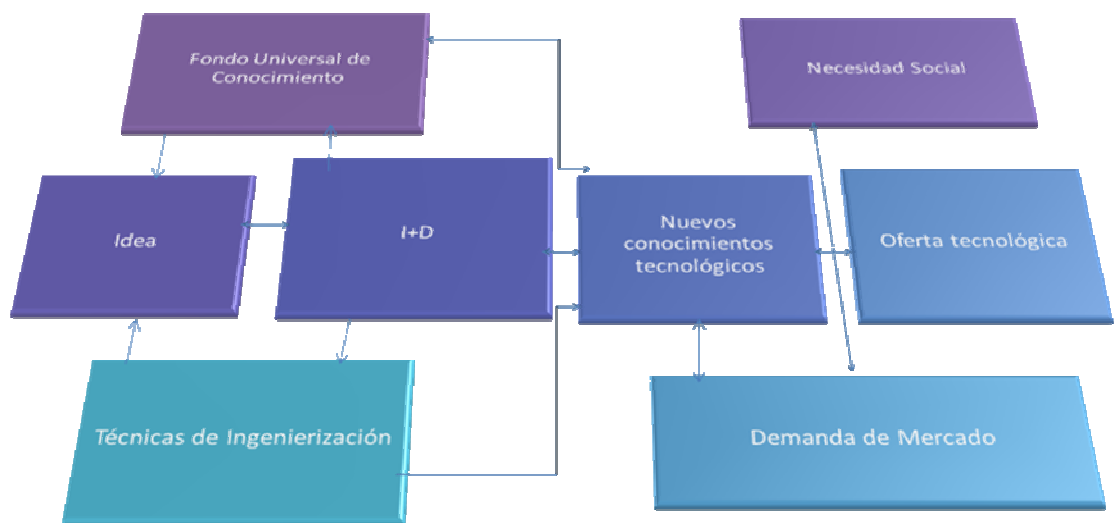 Fondo Universal de
Conocimiento
Necesidad Social
Idea
I+D
Nuevos
conocimientos
tecnológicos
Oferta tecnológica
Técnicas de Ingenierización
Demanda de Mercado